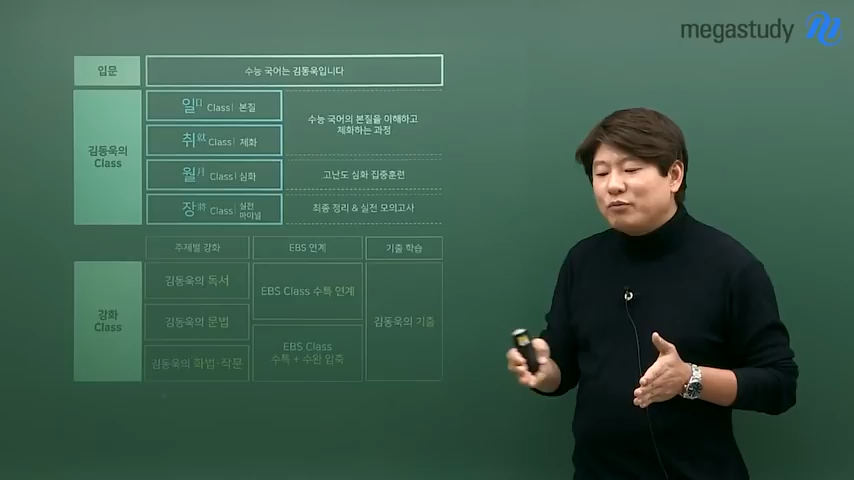 megastudy
입문
수능 국어는 김동욱입니다
김동욱의
Class
일日 Class| 본질
취就 Class| 체화
수능 국어의 본질을 이해하고
체화하는 과정
월月 Class| 심화
고난도 심화 집중훈련
장將 Class| 실전
파이널
최종 정리 & 실전 모의고사
주제별 강화
EBS 연계
기출 학습
강화
Class
김동욱의 독서
김동욱의 문법
김동욱의 화법·작문
EBS Class 수특 연계
EBS Class
수특 + 수완 압축
김동욱의 기출